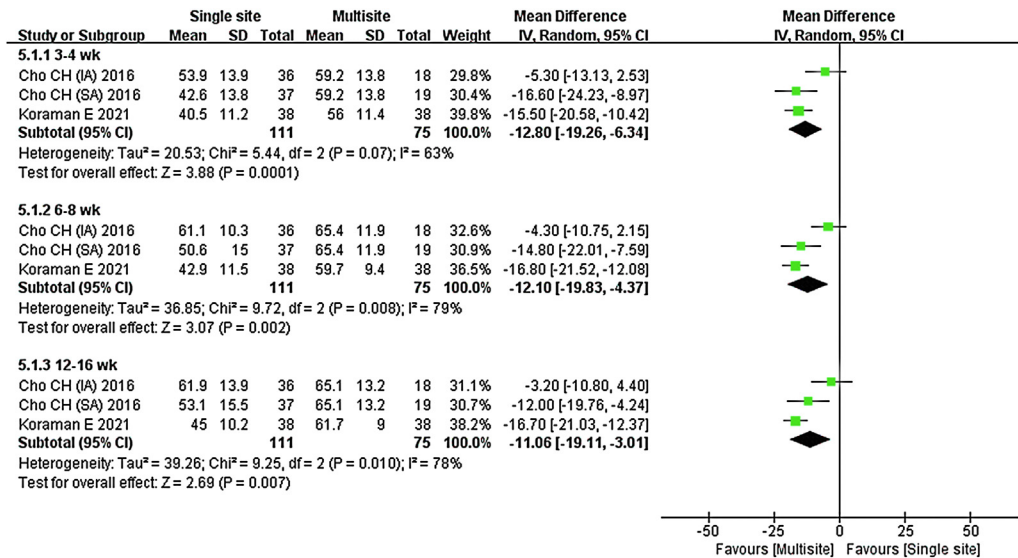 Single site Multisite Mean Difference Mean Difference
Study or Subgroup Mean SD Total Mean SD Total Weight IV, Random, 95% CI IV, Random, 95% CI
5.1.1 3-4 wk
Cho CH (IA) 2016 53.9 13.9 36 59.2 13.8 18 29.8% -5.30 [-13.13, 2.53]
Cho CH (SA) 2016 42.6 13.8 37 59.2 13.8 19 30.4% -16.60 [-24.23, -8.97]
Koraman E 2021 40.5 11.2 38 56 11.4 38 39.8% -15.50 [-20.58, -10.42]
Subtotal (95% CI) 111 75 100.0% -12.80 [-19.26, -6.34]
Heterogeneity: Tau² = 20.53; Chi² = 5.44, df = 2 (P = 0.07); I² = 63%
Test for overall effect: Z = 3.88 (P = 0.0001)
5.1.2 6-8 wk
Cho CH (IA) 2016 61.1 10.3 36 65.4 11.9 18 32.6% -4.30 [-10.75, 2.15]
Cho CH (SA) 2016 50.6 15 37 65.4 11.9 19 30.9% -14.80 [-22.01, -7.59]
Koraman E 2021 42.9 11.5 38 59.7 9.4 38 36.5% -16.80 [-21.52, -12.08]
Subtotal (95% CI) 111 75 100.0% -12.10 [-19.83, -4.37]
Heterogeneity: Tau² = 36.85; Chi² = 9.72, df = 2 (P = 0.008); I² = 79%
Test for overall effect: Z = 3.07 (P = 0.002)
5.1.3 12-16 wk
Cho CH (IA) 2016 61.9 13.9 36 65.1 13.2 18 31.1% -3.20 [-10.80, 4.40]
Cho CH (SA) 2016 53.1 15.5 37 65.1 13.2 19 30.7% -12.00 [-19.76, -4.24]
Koraman E 2021 45 10.2 38 61.7 9 38 38.2% -16.70 [-21.03, -12.37]
Subtotal (95% CI) 111 75 100.0% -11.06 [-19.11, -3.01]
Heterogeneity: Tau² = 39.26; Chi² = 9.25, df = 2 (P = 0.010); I² = 78%
Test for overall effect: Z = 2.69 (P = 0.007)
-50 -25 0 25 50
Favours [Multisite] Favours [Single site]